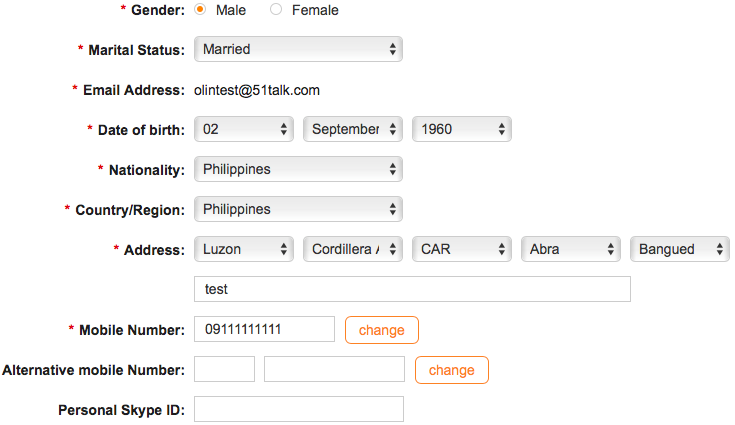 * Gender: Male Female
* Marital Status: Married
* Email Address: olintest@51talk.com
* Date of birth: 02 September 1960
* Nationality: Philippines
* Country/Region: Philippines
* Address: Luzon Cordillera A CAR Abra Bangued
test
* Mobile Number: 09111111111 change
Alternative mobile Number: change
Personal Skype ID: